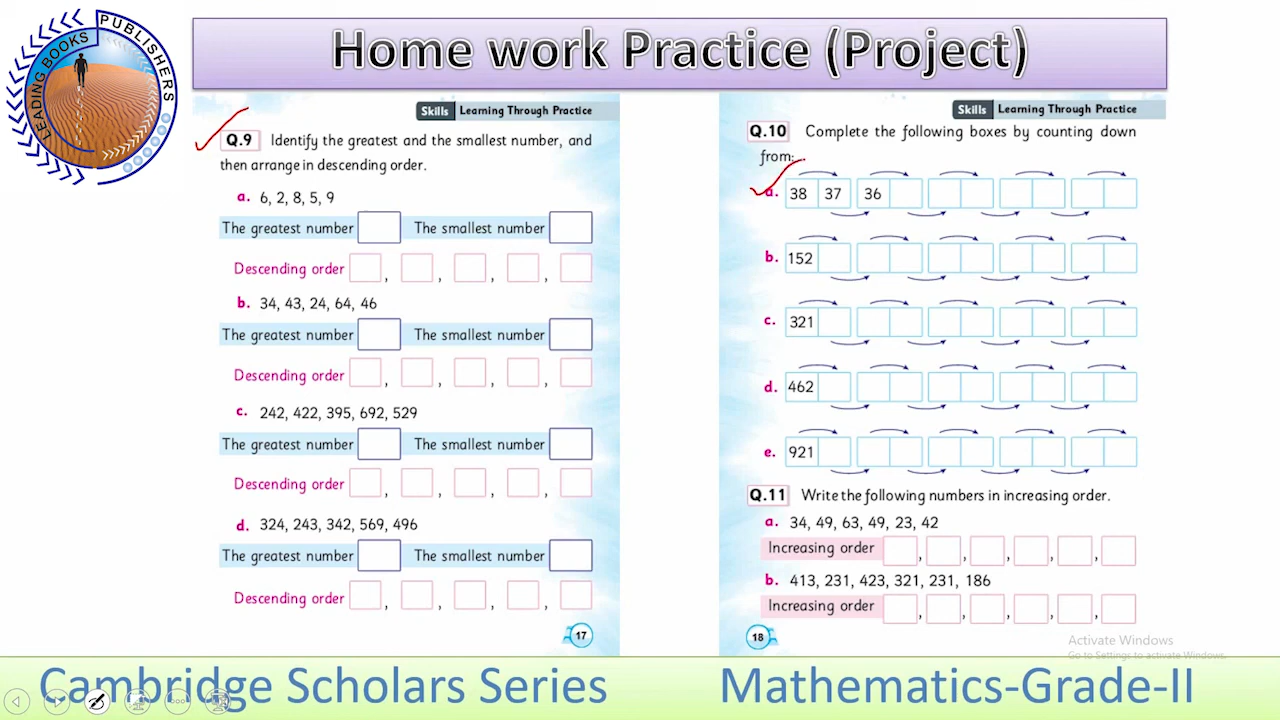 LEADING BOOKS PUBLISHERS
Home work Practice (Project)
Skills Learning Through Practice
Q.9 Identify the greatest and the smallest number, and
then arrange in descending order.
a. 6, 2, 8, 5, 9
The greatest number The smallest number
Descending order , , , ,
b. 34, 43, 24, 64, 46
The greatest number The smallest number
Descending order , , , ,
c. 242, 422, 395, 692, 529
The greatest number The smallest number
Descending order , , , ,
d. 324, 243, 342, 569, 496
The greatest number The smallest number
Descending order , , , ,
17
Skills Learning Through Practice
Q.10 Complete the following boxes by counting down
from:
a. 38 37 36
b. 152
c. 321
d. 462
e. 921
Q.11 Write the following numbers in increasing order.
a. 34, 49, 63, 49, 23, 42
Increasing order , , , , ,
b. 413, 231, 423, 321, 231, 186
Increasing order , , , , ,
18
Activate Windows
Go to Settings to activate Windows.
Cambridge Scholars Series
Mathematics-Grade-II